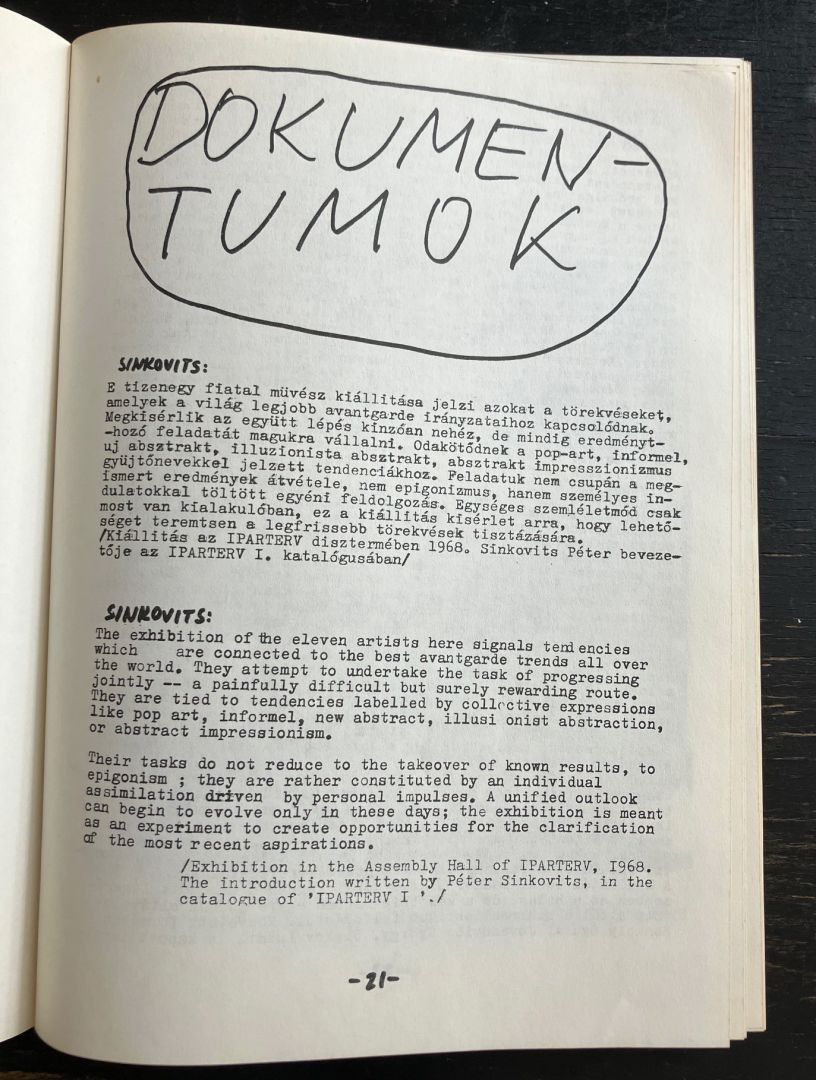 DOKUMEN-
TUMOK
SINKOVITS:
E tizenegy fiatal müvész kiállitása jelzi azokat a törekvéseket,
amelyek a világ legjobb avantgarde irányzataihoz kapcsolódnak.
Megkisérlik az együtt lépés kinzóan nehéz, de mindig eredményt-
-hozó feladatát magukra vállalni. Odakötődnek a pop-art, informel,
uj absztrakt, illuzionista absztrakt, absztrakt impresszionizmus
gyüjtőnevekkel jelzett tendenciákhoz. Feladatuk nem csupán a meg-
ismert eredmények átvétele, nem epigonizmus, hanem személyes in-
dulatokkal töltött egyéni feldolgozás. Egységes szemléletmód csak
most van kialakulóban, ez a kiállitás kisérlet arra, hogy lehető-
séget teremtsen a legfrissebb törekvések tisztázására.
/Kiállitás az IPARTERV disztermében 1968. Sinkovits Péter beveze-
tője az IPARTERV I. katalógusában/
SINKOVITS:
The exhibition of the eleven artists here signals tendencies
which are connected to the best avantgarde trends all over
the world. They attempt to undertake the task of progressing
jointly -- a painfully difficult but surely rewarding route.
They are tied to tendencies labelled by collective expressions
like pop art, informel, new abstract, illusi onist abstraction,
or abstract impressionism.
Their tasks do not reduce to the takeover of known results, to
epigonism ; they are rather constituted by an individual
assimilation driven by personal impulses. A unified outlook
can begin to evolve only in these days; the exhibition is meant
as an experiment to create opportunities for the clarification
of the most recent aspirations.
/Exhibition in the Assembly Hall of IPARTERV, I968.
The introduction written by Péter Sinkovits, in the
catalogue of 'IPARTERV I './
-21-